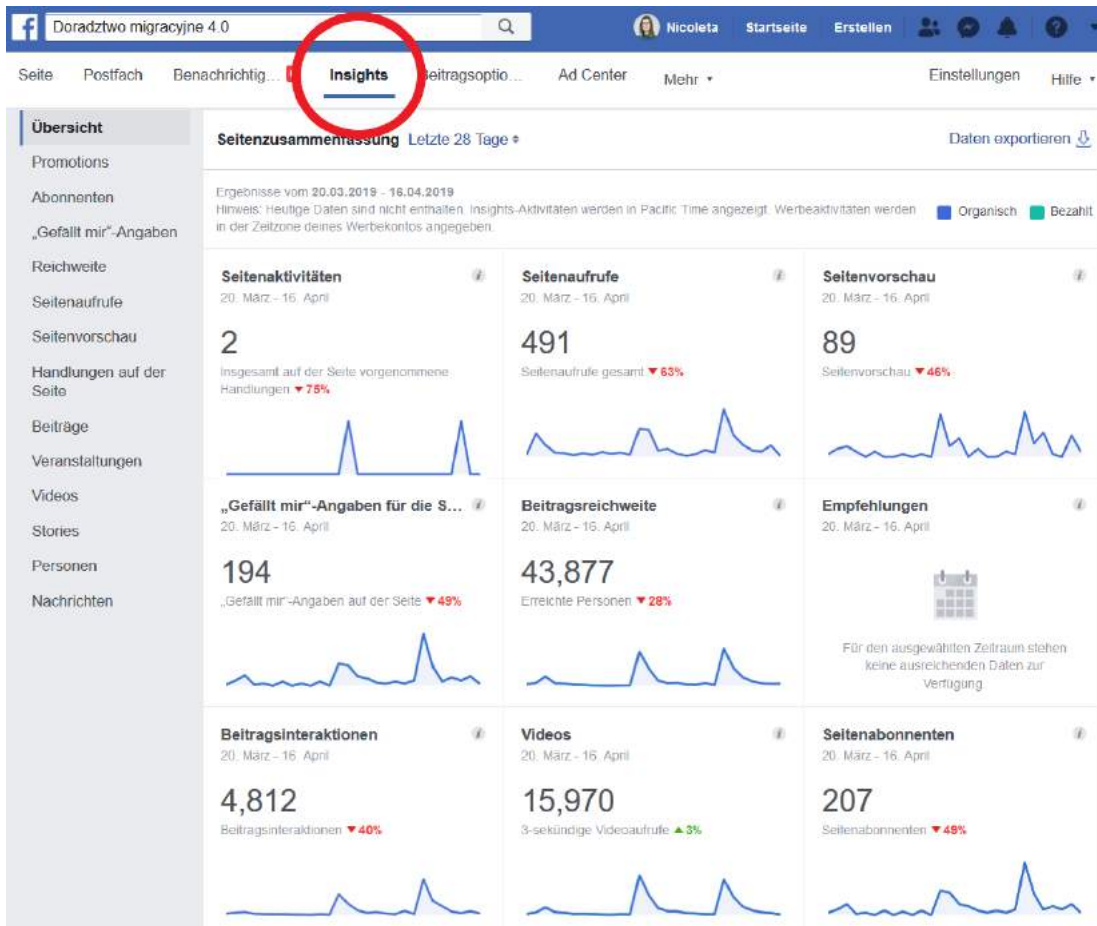 Doradztwo migracyjne 4.0
Nicoleta Startseite Erstellen
Seite Postfach Benachrichtig... Insights Beitragsoptio... Ad Center Mehr Einstellungen Hilfe
Übersicht
Promotions
Abonnenten
„Gefällt mir“-Angaben
Reichweite
Seitenaufrufe
Seitenvorschau
Handlungen auf der
Seite
Beiträge
Veranstaltungen
Videos
Stories
Personen
Nachrichten
Seitenzusammenfassung Letzte 28 Tage
Daten exportieren
Ergebnisse vom 20.03.2019 - 16.04.2019
Hinweis: Heutige Daten sind nicht enthalten. Insights-Aktivitäten werden in Pacific Time angezeigt. Werbeaktivitäten werden
in der Zeitzone deines Werbekontos angegeben.
Organisch Bezahlt
Seitenaktivitäten
20. März - 16. April
2
Insgesamt auf der Seite vorgenommene
Handlungen ▼75%
Seitenaufrufe
20. März - 16. April
491
Seitenaufrufe gesamt ▼63%
Seitenvorschau
20. März - 16. April
89
Seitenvorschau ▼46%
„Gefällt mir“-Angaben für die S...
20. März - 16. April
194
„Gefällt mir“-Angaben auf der Seite ▼49%
Beitragsreichweite
20. März - 16. April
43,877
Erreichte Personen ▼28%
Empfehlungen
20. März - 16. April
Für den ausgewählten Zeitraum stehen
keine ausreichenden Daten zur
Verfügung.
Beitragsinteraktionen
20. März - 16. April
4,812
Beitragsinteraktionen ▼40%
Videos
20. März - 16. April
15,970
3-sekündige Videoaufrufe ▲3%
Seitenabonnenten
20. März - 16. April
207
Seitenabonnenten ▼48%